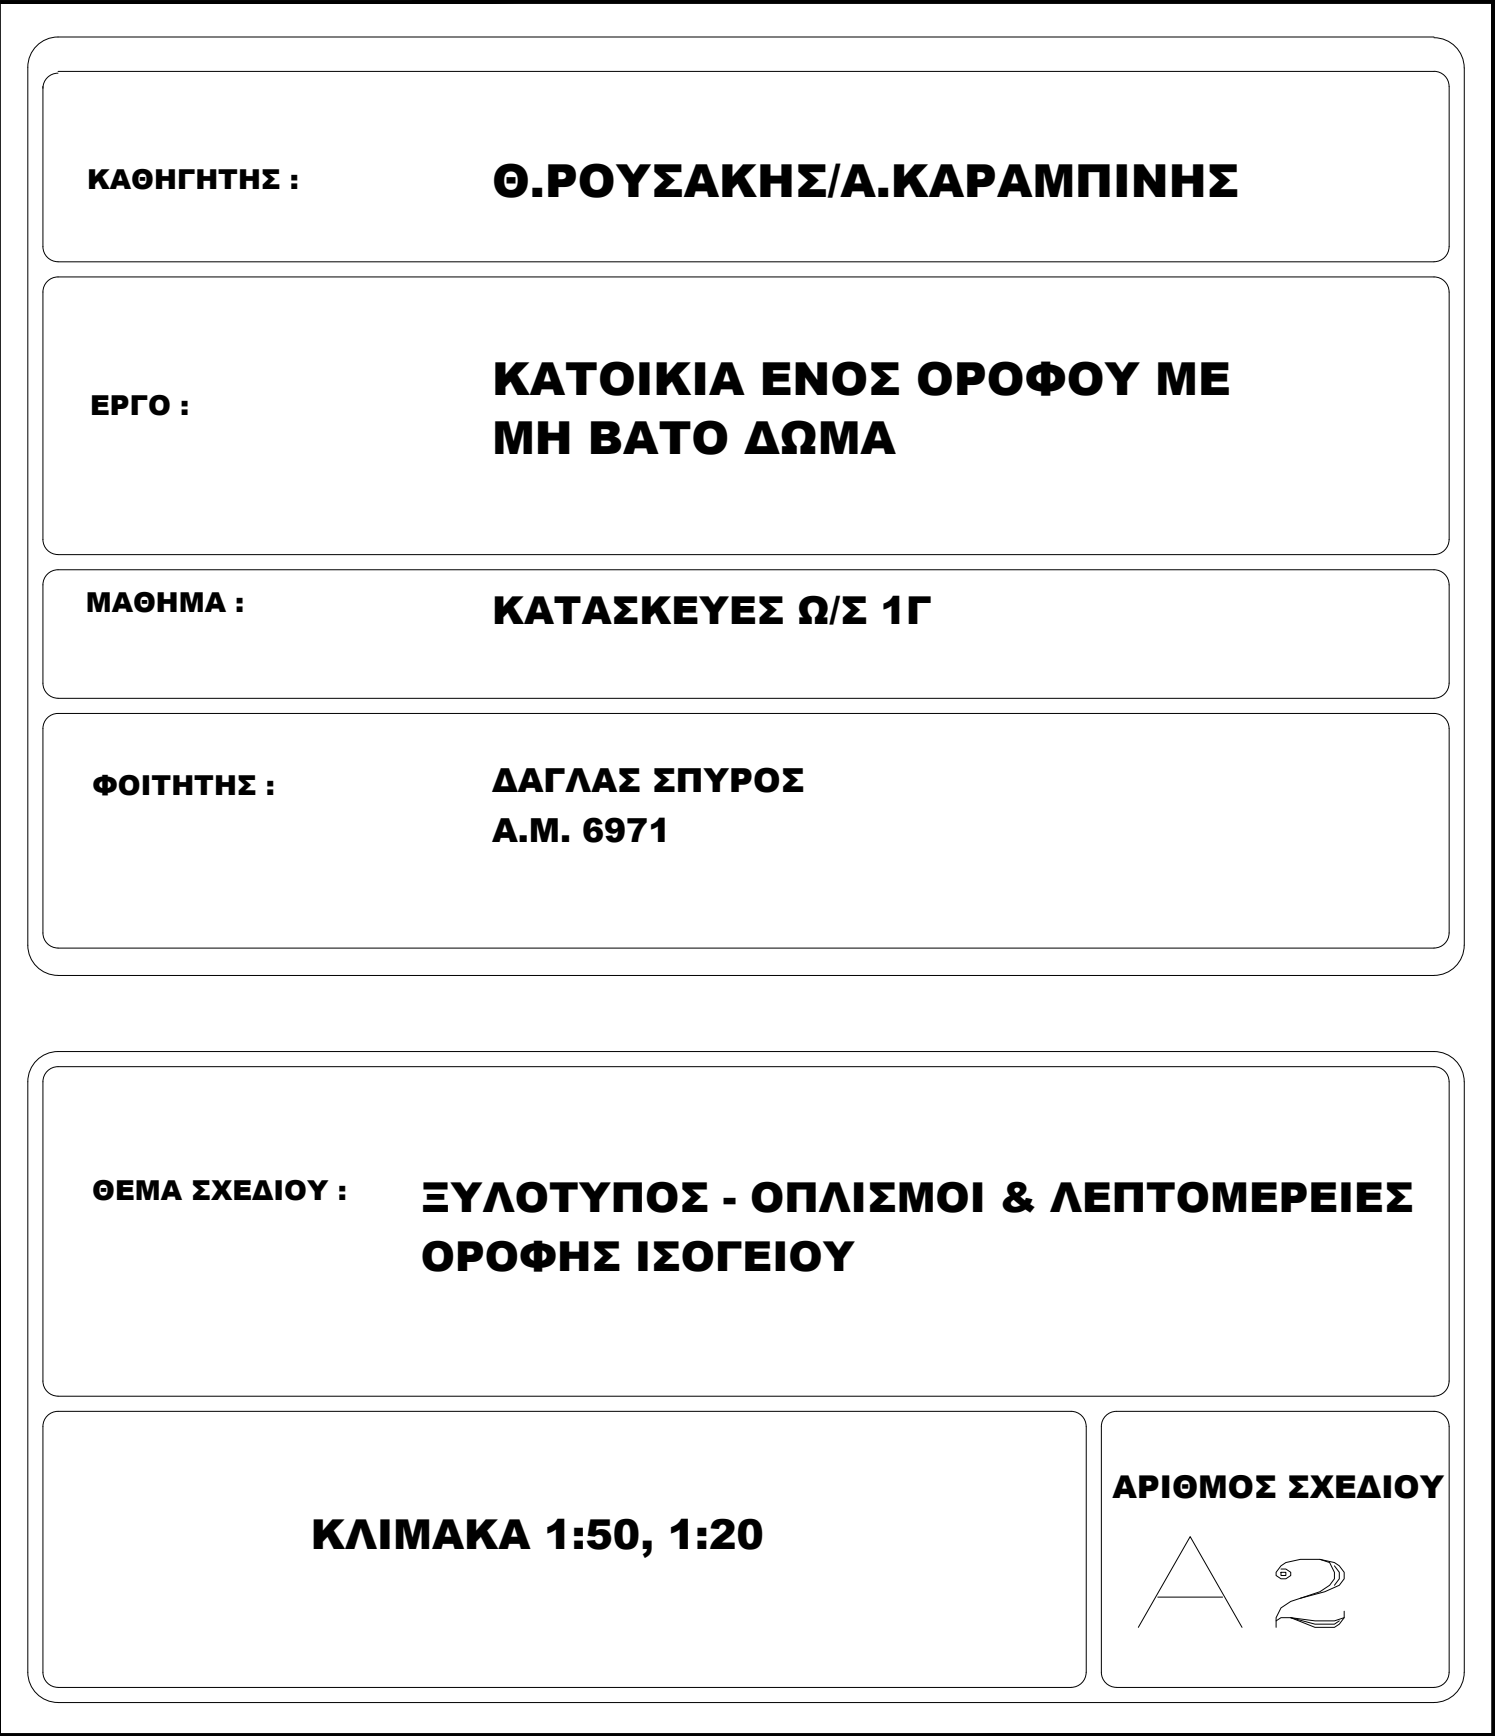 ΚΑΘΗΓΗΤΗΣ : Θ.ΡΟΥΣΑΚΗΣ/Α.ΚΑΡΑΜΠΙΝΗΣ
ΕΡΓΟ : ΚΑΤΟΙΚΙΑ ΕΝΟΣ ΟΡΟΦΟΥ ΜΕ
ΜΗ ΒΑΤΟ ΔΩΜΑ
ΜΑΘΗΜΑ : ΚΑΤΑΣΚΕΥΕΣ Ω/Σ 1Γ
ΦΟΙΤΗΤΗΣ : ΔΑΓΛΑΣ ΣΠΥΡΟΣ
Α.Μ. 6971
ΘΕΜΑ ΣΧΕΔΙΟΥ : ΞΥΛΟΤΥΠΟΣ - ΟΠΛΙΣΜΟΙ & ΛΕΠΤΟΜΕΡΕΙΕΣ
ΟΡΟΦΗΣ ΙΣΟΓΕΙΟΥ
ΚΛΙΜΑΚΑ 1:50, 1:20
ΑΡΙΘΜΟΣ ΣΧΕΔΙΟΥ
Α2